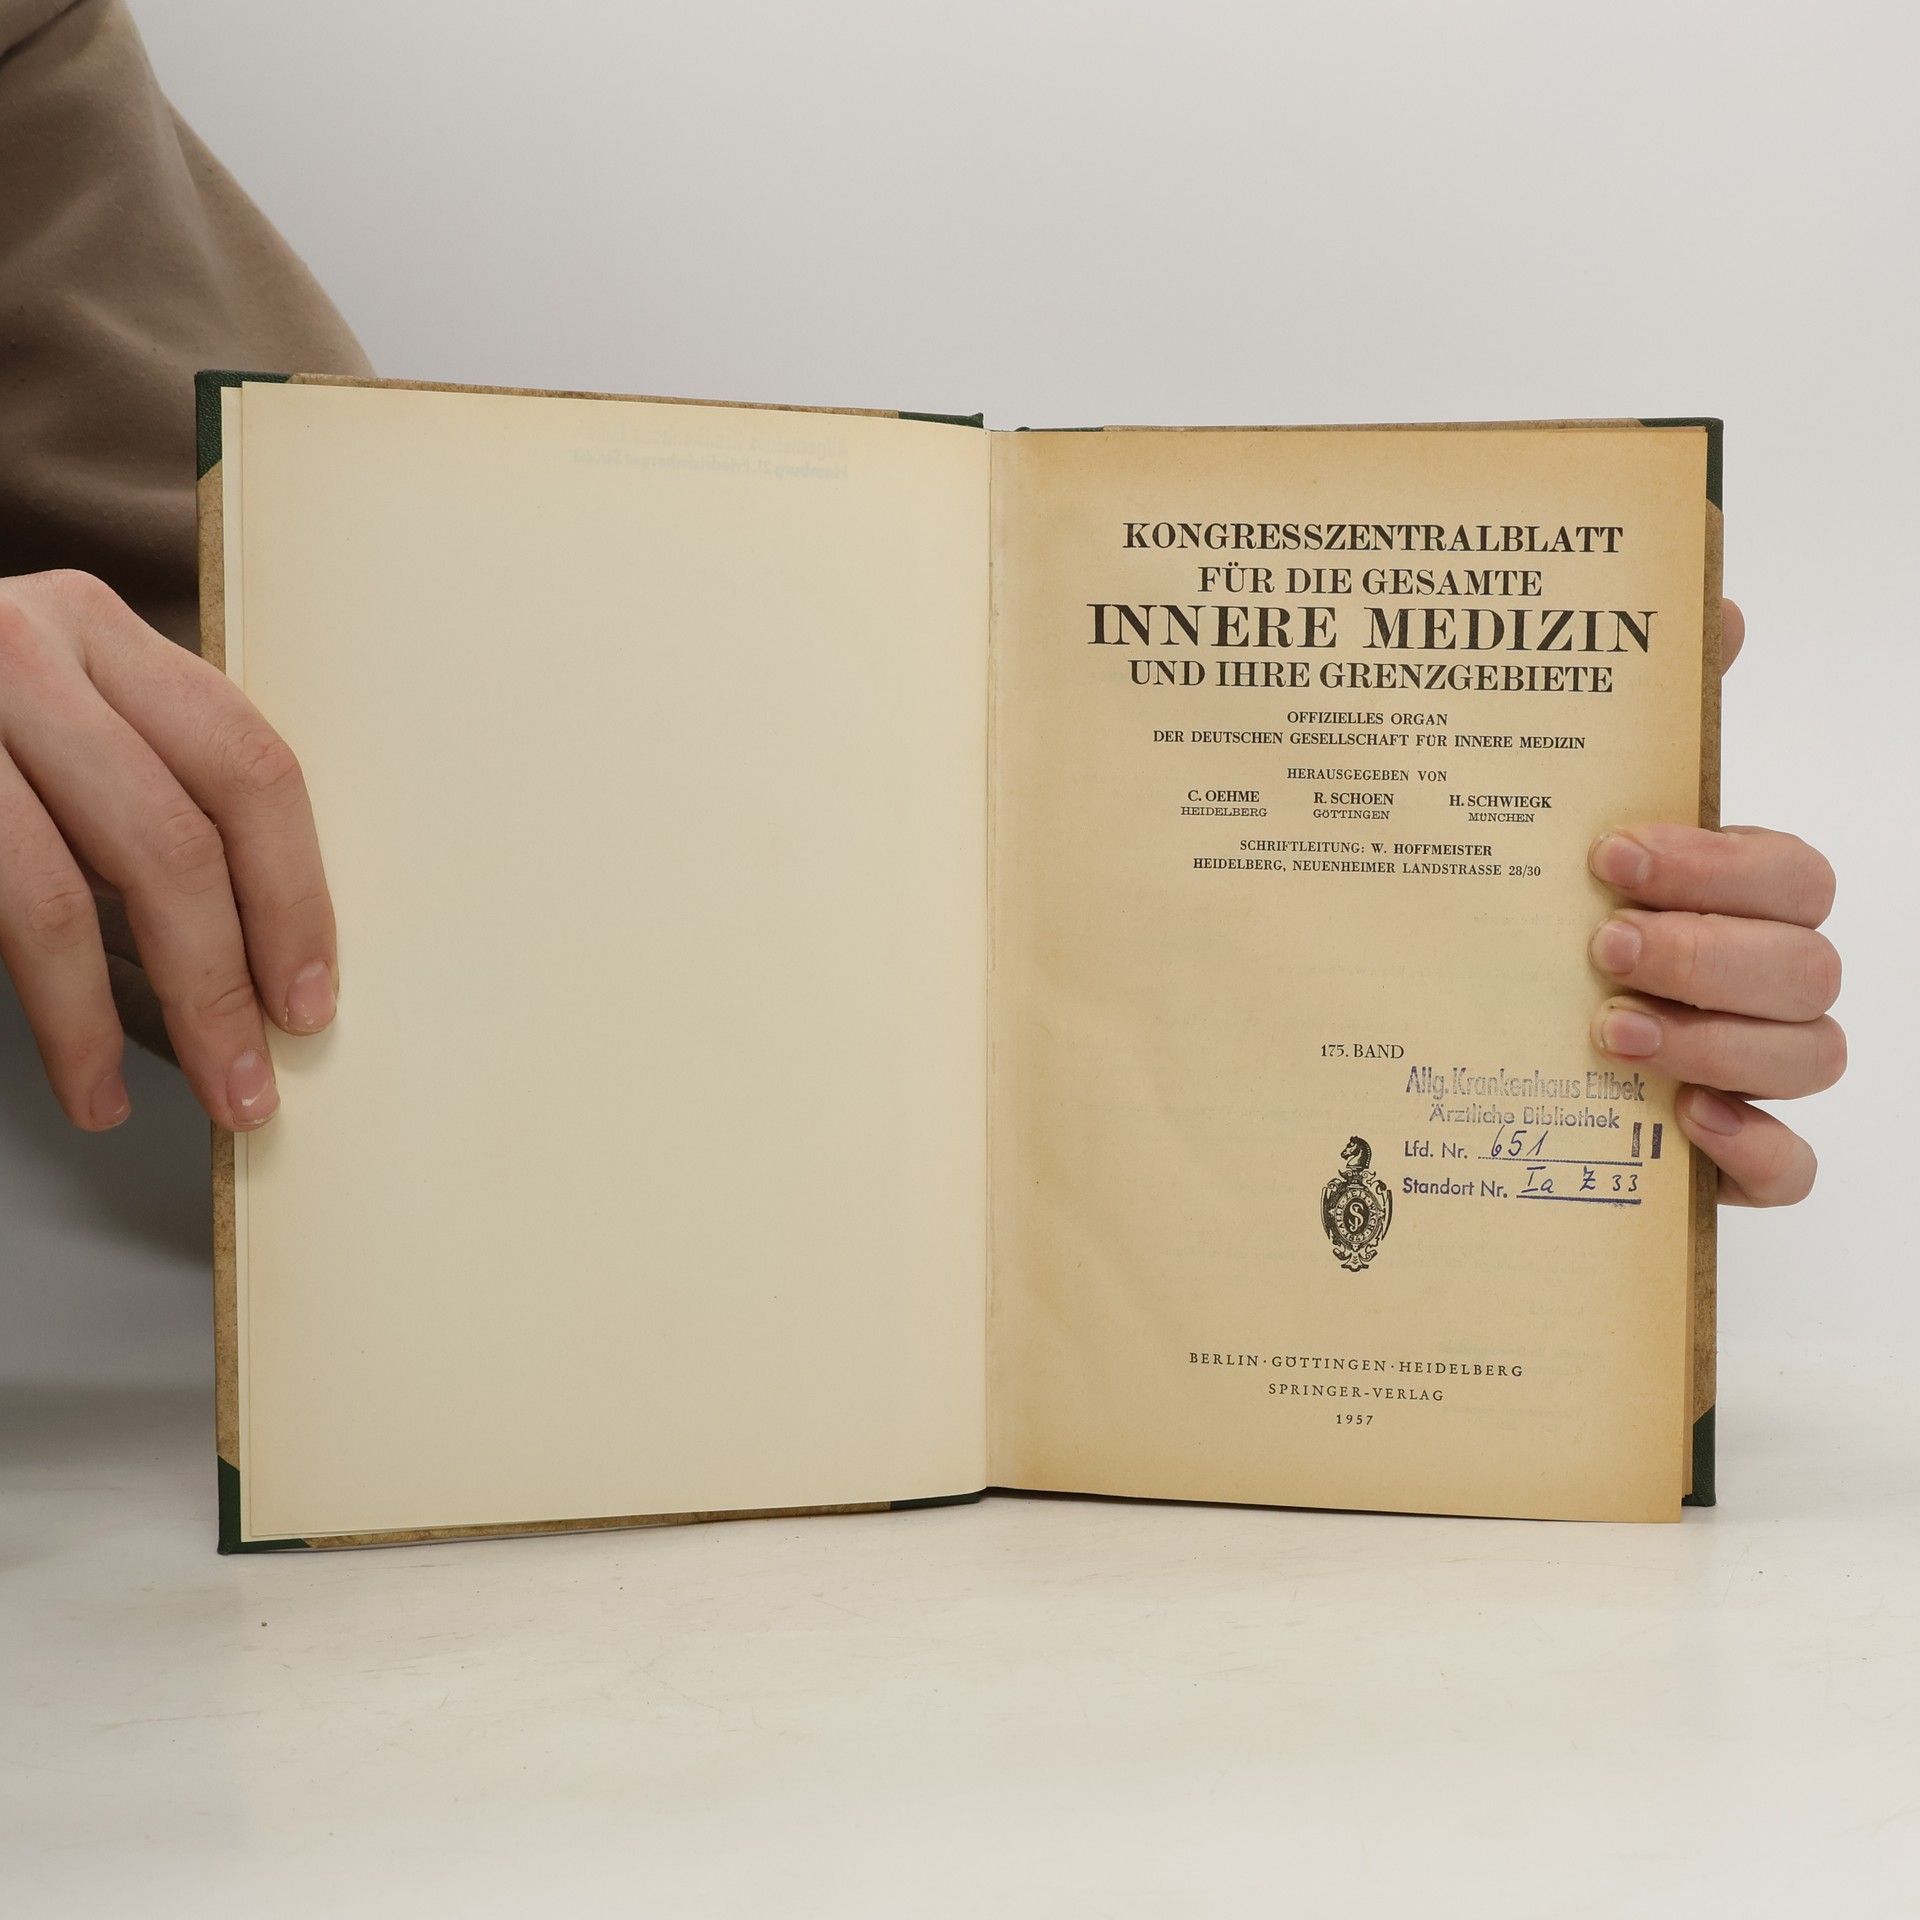 KONGRESSZENTRALBLATT
FÜR DIE GESAMTE
INNERE MEDIZIN
UND IHRE GRENZGEBIETE
OFFIZIELLES ORGAN
DER DEUTSCHEN GESELLSCHAFT FÜR INNERE MEDIZIN
HERAUSGEGEBEN VON
C. OEHME R. SCHOEN H. SCHWIEGK
HEIDELBERG GÖTTINGEN MÜNCHEN
SCHRIFTLEITUNG: W. HOFFMEISTER
HEIDELBERG, NEUENHEIMER LANDSTRASSE 28/30
175. BAND
Allg. Krankenhaus Eilbek
Ärztliche Bibliothek
Lfd. Nr. 651
Standort Nr. Ia Z 33
BERLIN · GÖTTINGEN · HEIDELBERG
SPRINGER-VERLAG
1957